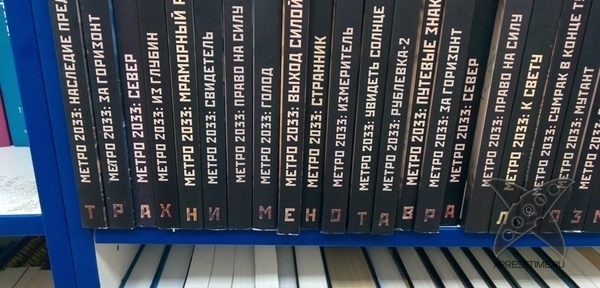 МЕТРО 2033: НАСЛЕДИЕ ПРЕД
МЕТРО 2033: ЗА ГОРИЗОНТ
МЕТРО 2033: СЕВЕР
МЕТРО 2033: ИЗ ГЛУБИН
МЕТРО 2033: МРАМОРНЫЙ
МЕТРО 2033: СВИДЕТЕЛЬ
МЕТРО 2033: ПРАВО НА СИЛУ
МЕТРО 2033: ГОЛОД
МЕТРО 2033: ВЫХОД СИЛОЙ
МЕТРО 2033: СТРАННИК
МЕТРО 2033: ИЗМЕРИТЕЛЬ
МЕТРО 2033: УВИДЕТЬ СОЛНЦЕ
МЕТРО 2033: РУБЛЕВКА-2
МЕТРО 2033: ПУТЕВЫЕ ЗНАК
МЕТРО 2033: ЗА ГОРИЗОНТ
МЕТРО 2033: СЕВЕР
МЕТРО 2033: ПРАВО НА СИЛУ
МЕТРО 2033: К СВЕТУ
МЕТРО 2033: СУМРАК В КОНЦЕ Т
МЕТРО 2033: МУТАНТ
Т Р А Х Н И М Е Н О Т А В Р А Л О З М
XPRESSTIME.RU